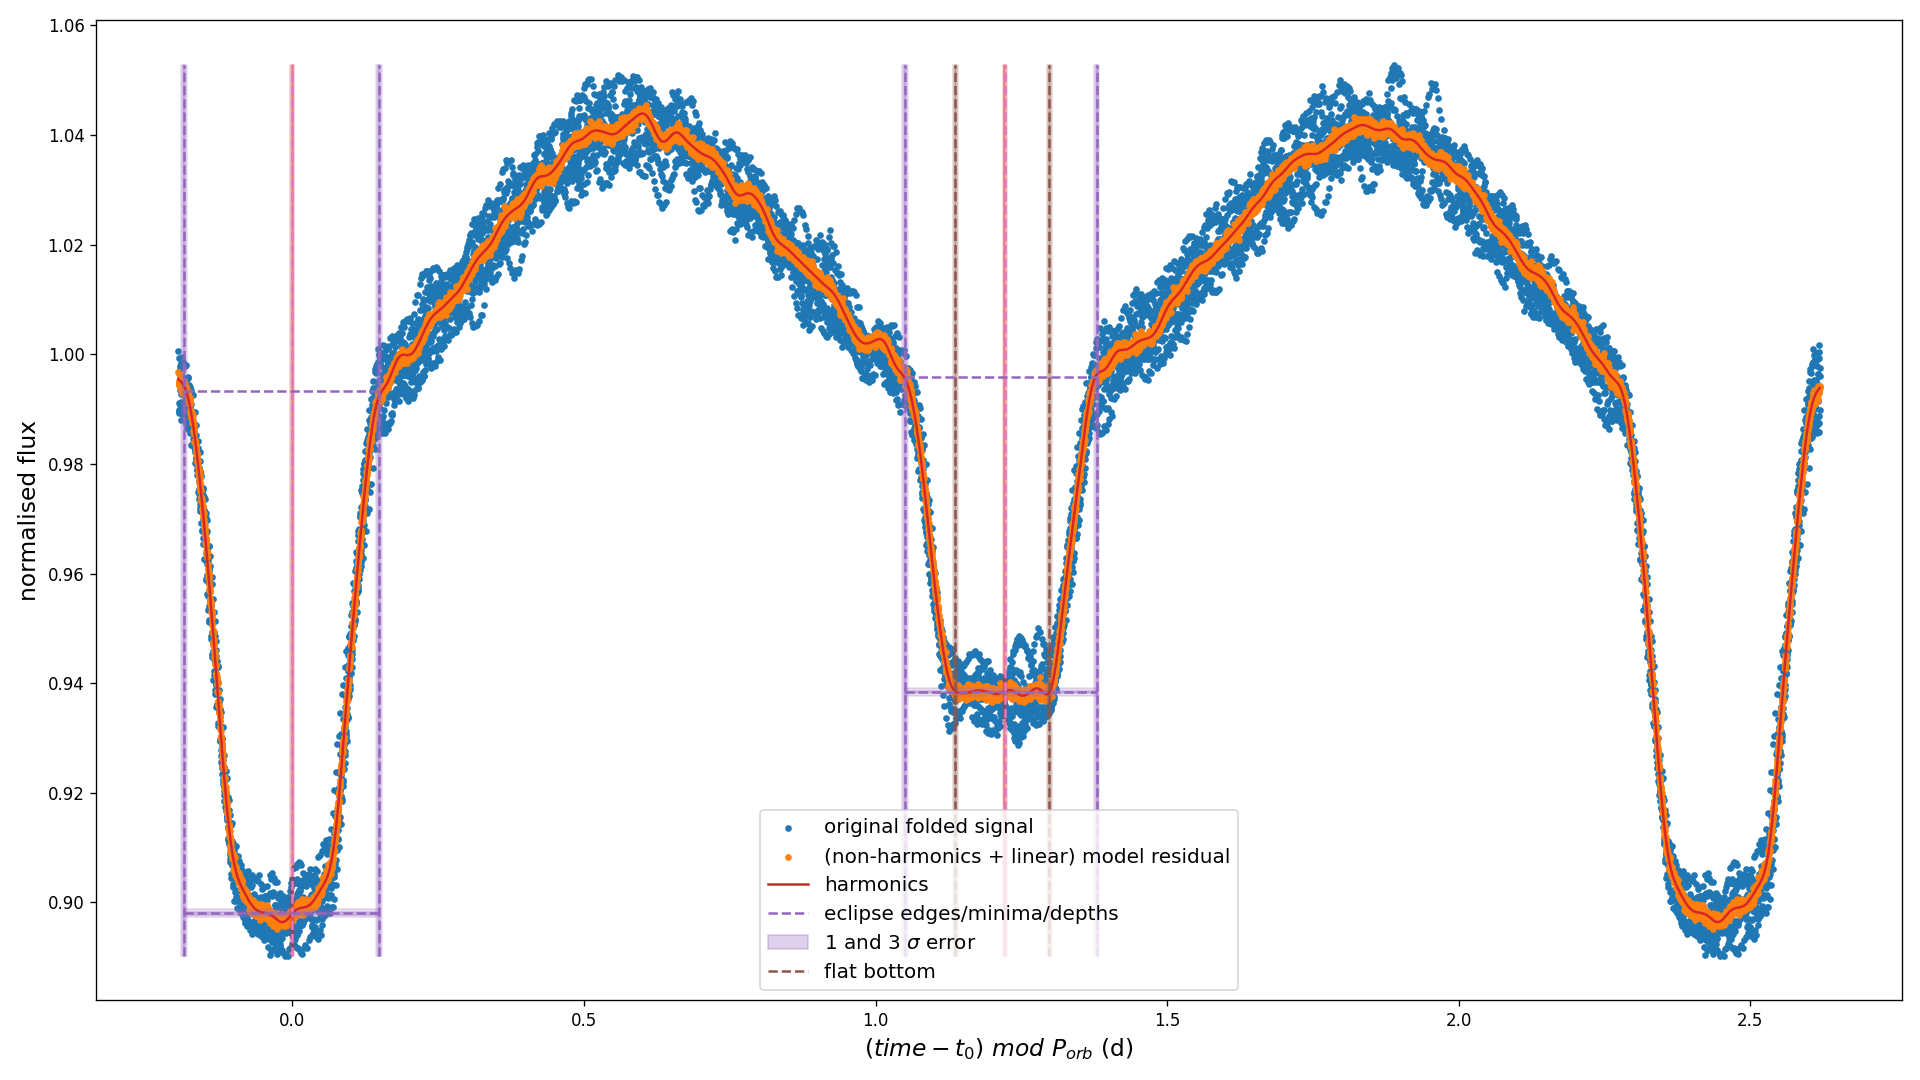 1.06
1.04
1.02
1.00
0.98
0.96
0.94
0.92
0.90
normalised flux
original folded signal
(non-harmonics + linear) model residual
harmonics
eclipse edges/minima/depths
1 and 3 σ error
flat bottom
0.0 0.5 1.0 1.5 2.0 2.5
(time − t₀) mod P_orb (d)